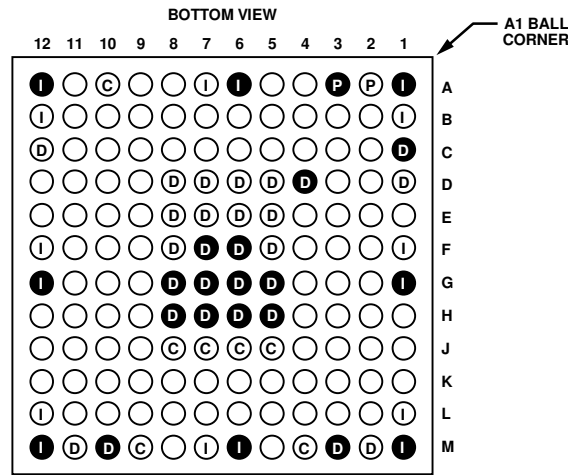 BOTTOM VIEW
A1 BALL
CORNER
12 11 10 9 8 7 6 5 4 3 2 1
I C I I P P I A
I I B
D D C
D D D D D D D
D D D D E
I D D D D I F
I D D D D I G
D D D D H
C C C C J
K
I I L
I D D C I I C D D I M